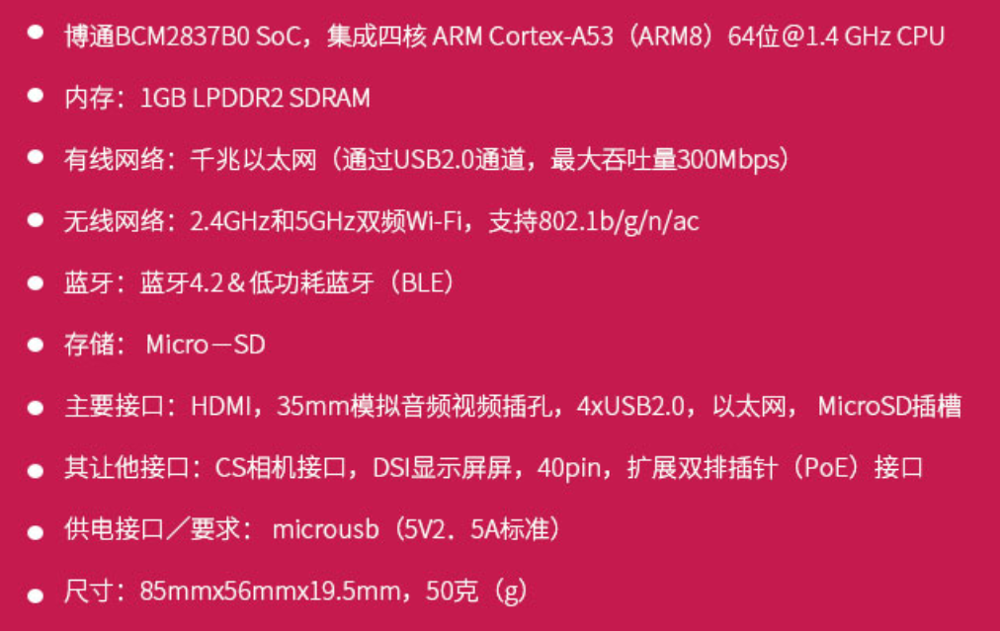 博通BCM2837B0 SoC，集成四核 ARM Cortex-A53（ARM8）64位@1.4 GHz CPU
内存：1GB LPDDR2 SDRAM
有线网络：千兆以太网（通过USB2.0通道，最大吞吐量300Mbps）
无线网络：2.4GHz和5GHz双频Wi-Fi，支持802.1b/g/n/ac
蓝牙：蓝牙4.2＆低功耗蓝牙（BLE）
存储： Micro－SD
主要接口：HDMI，35mm模拟音频视频插孔，4xUSB2.0，以太网， MicroSD插槽
其让他接口：CS相机接口，DSI显示屏屏，40pin，扩展双排插针（PoE）接口
供电接口／要求： microusb（5V2．5A标准）
尺寸：85mmx56mmx19.5mm，50克（g）